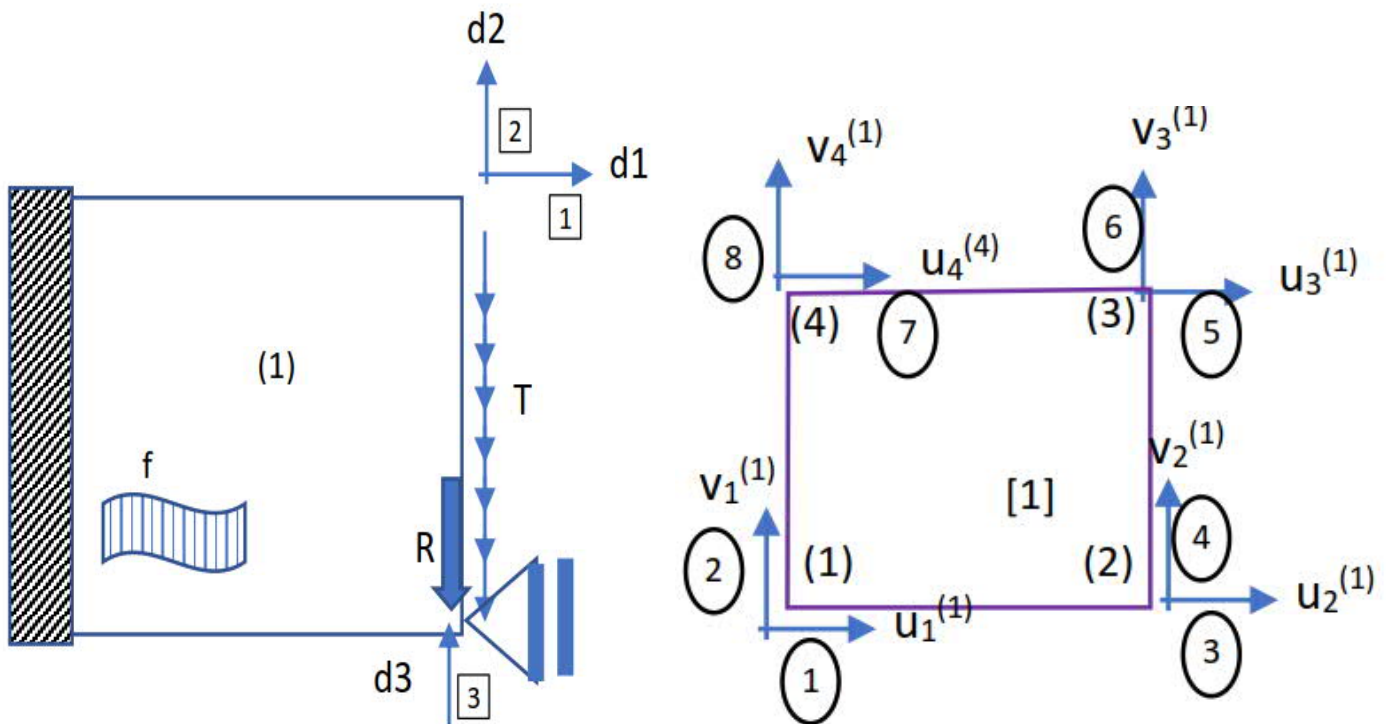 d2
2
d1
1
(1)
T
f
R
d3
3
v₄⁽¹⁾
v₃⁽¹⁾
6
8
u₄⁽⁴⁾
u₃⁽¹⁾
(4)
7
(3)
5
v₂⁽¹⁾
v₁⁽¹⁾
[1]
4
2
(1)
(2)
u₂⁽¹⁾
u₁⁽¹⁾
3
1